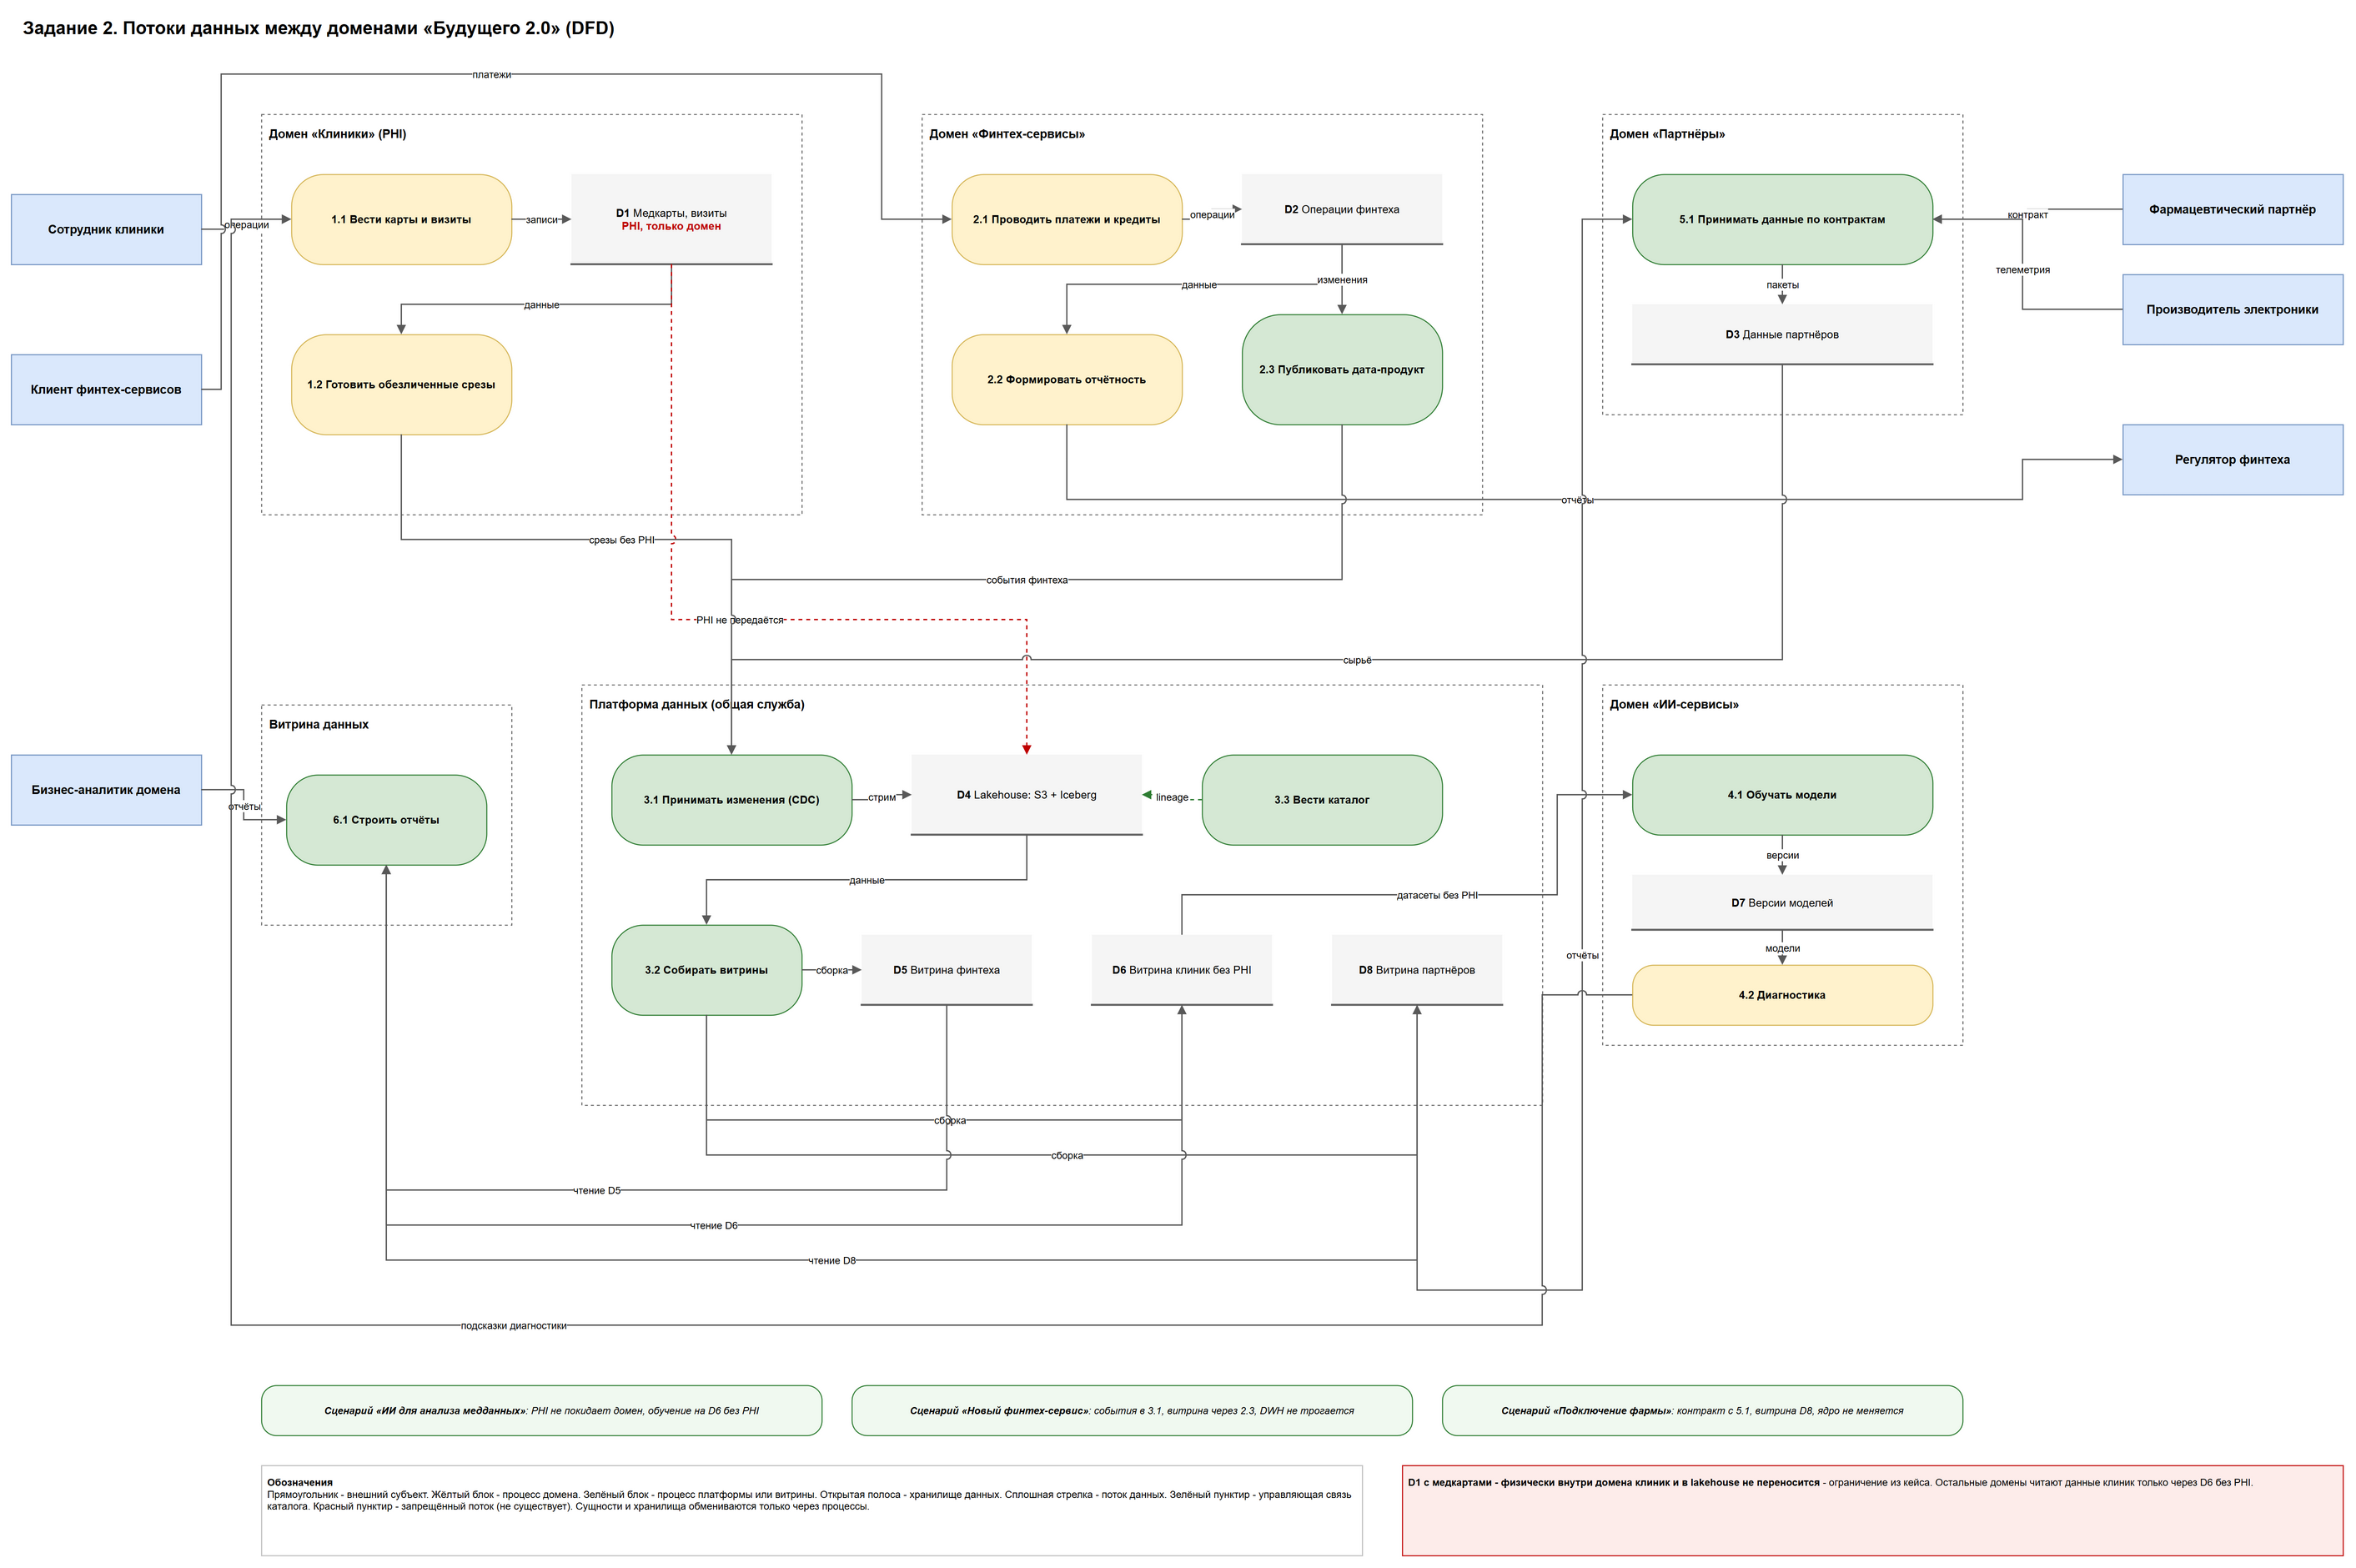 Задание 2. Потоки данных между доменами «Будущего 2.0» (DFD)
платежи
Домен «Клиники» (PHI)
Домен «Финтех-сервисы»
Домен «Партнёры»
Сотрудник клиники
операции
1.1 Вести карты и визиты
записи
D1 Медкарты, визиты
PHI, только домен
2.1 Проводить платежи и кредиты
операции
D2 Операции финтеха
5.1 Принимать данные по контрактам
контракт
Фармацевтический партнёр
телеметрия
Производитель электроники
данные
данные
изменения
пакеты
D3 Данные партнёров
Клиент финтех-сервисов
1.2 Готовить обезличенные срезы
2.2 Формировать отчётность
2.3 Публиковать дата-продукт
Регулятор финтеха
отчёты
срезы без PHI
события финтеха
PHI не передаётся
сырьё
Витрина данных
Платформа данных (общая служба)
Домен «ИИ-сервисы»
Бизнес-аналитик домена
отчёты
6.1 Строить отчёты
3.1 Принимать изменения (CDC)
стрим
D4 Lakehouse: S3 + Iceberg
lineage
3.3 Вести каталог
4.1 Обучать модели
версии
данные
датасеты без PHI
D7 Версии моделей
модели
отчёты
3.2 Собирать витрины
сборка
D5 Витрина финтеха
D6 Витрина клиник без PHI
D8 Витрина партнёров
4.2 Диагностика
сборка
сборка
чтение D5
чтение D6
чтение D8
подсказки диагностики
Сценарий «ИИ для анализа медданных»: PHI не покидает домен, обучение на D6 без PHI
Сценарий «Новый финтех-сервис»: события в 3.1, витрина через 2.3, DWH не трогается
Сценарий «Подключение фармы»: контракт с 5.1, витрина D8, ядро не меняется
Обозначения
Прямоугольник - внешний субъект. Жёлтый блок - процесс домена. Зелёный блок - процесс платформы или витрины. Открытая полоса - хранилище данных. Сплошная стрелка - поток данных. Зелёный пунктир - управляющая связь
каталога. Красный пунктир - запрещённый поток (не существует). Сущности и хранилища обмениваются только через процессы.
D1 с медкартами - физически внутри домена клиник и в lakehouse не переносится - ограничение из кейса. Остальные домены читают данные клиник только через D6 без PHI.